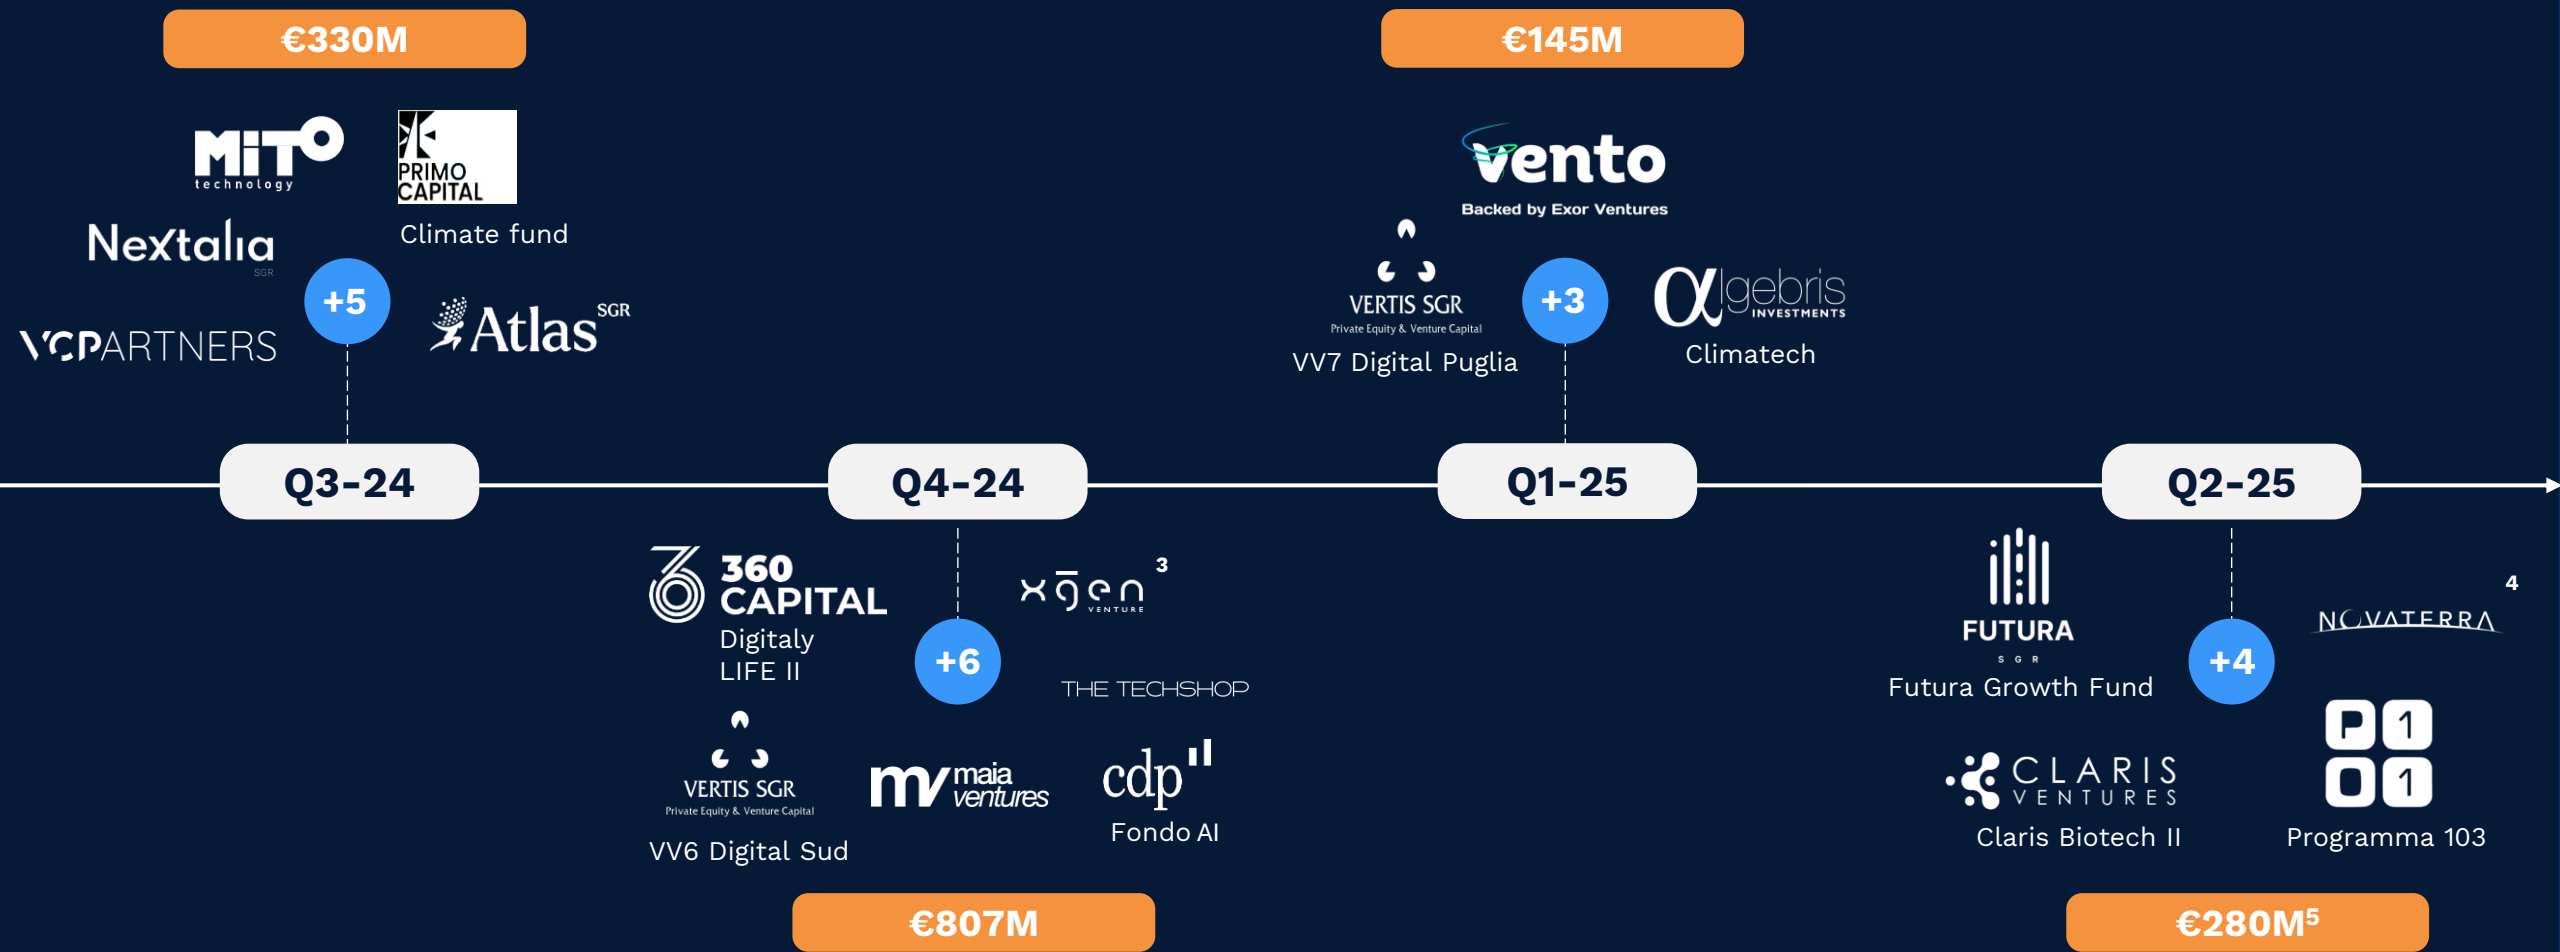 €330M
MiTO
technology
PRIMO
CAPITAL
Climate fund
Nextalia
SGR
+5
VCPARTNERS
Atlas SGR
Q3-24
360
CAPITAL
Digitaly
LIFE II
xgen 3
VENTURE
Q4-24
+6
THE TECHSHOP
VERTIS SGR
Private Equity & Venture Capital
VV6 Digital Sud
mv maia
ventures
cdp
Fondo AI
€807M
€145M
vento
Backed by Exor Ventures
VERTIS SGR
Private Equity & Venture Capital
VV7 Digital Puglia
+3
algebris
INVESTMENTS
Climatech
Q1-25
Q2-25
FUTURA
SGR
Futura Growth Fund
+4
NOVATERRA 4
CLARIS
VENTURES
Claris Biotech II
P1
01
Programma 103
€280M5